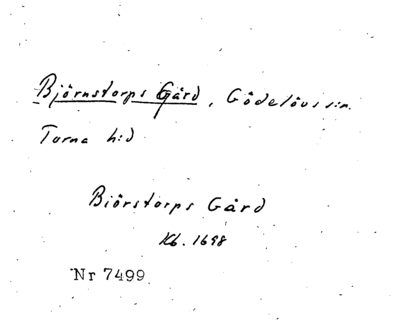 Björnstorps Gård, Gödelövs s:n.
Torna h:d
Biörstorps Gård
Kb. 1698
Nr 7499